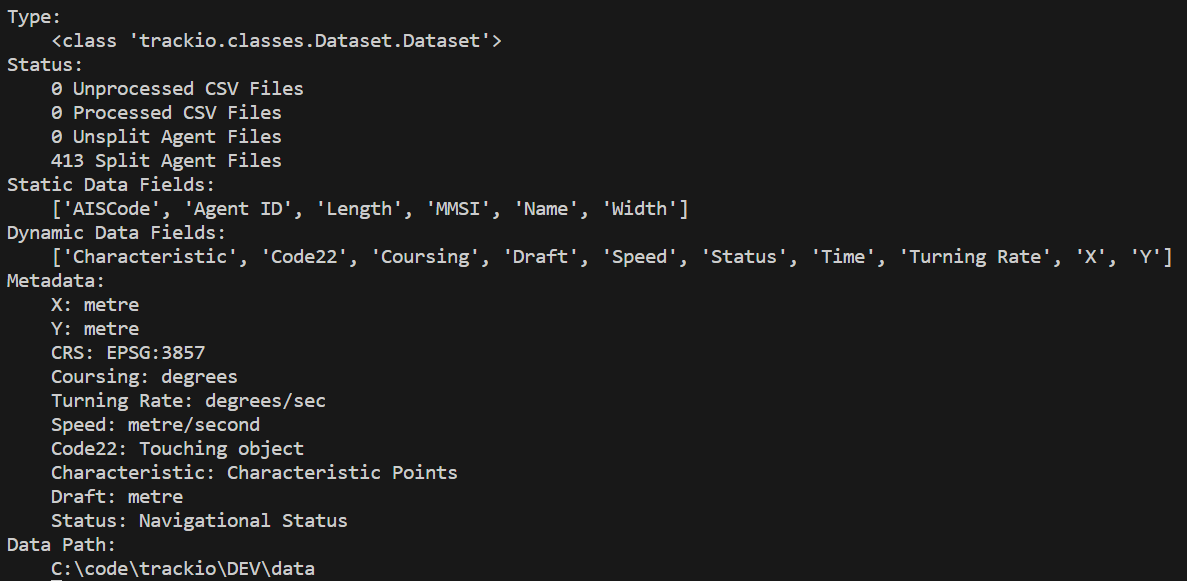 Type:
    <class 'trackio.classes.Dataset.Dataset'>
Status:
    0 Unprocessed CSV Files
    0 Processed CSV Files
    0 Unsplit Agent Files
    413 Split Agent Files
Static Data Fields:
    ['AISCode', 'Agent ID', 'Length', 'MMSI', 'Name', 'Width']
Dynamic Data Fields:
    ['Characteristic', 'Code22', 'Coursing', 'Draft', 'Speed', 'Status', 'Time', 'Turning Rate', 'X', 'Y']
Metadata:
    X: metre
    Y: metre
    CRS: EPSG:3857
    Coursing: degrees
    Turning Rate: degrees/sec
    Speed: metre/second
    Code22: Touching object
    Characteristic: Characteristic Points
    Draft: metre
    Status: Navigational Status
Data Path:
    C:\code\trackio\DEV\data